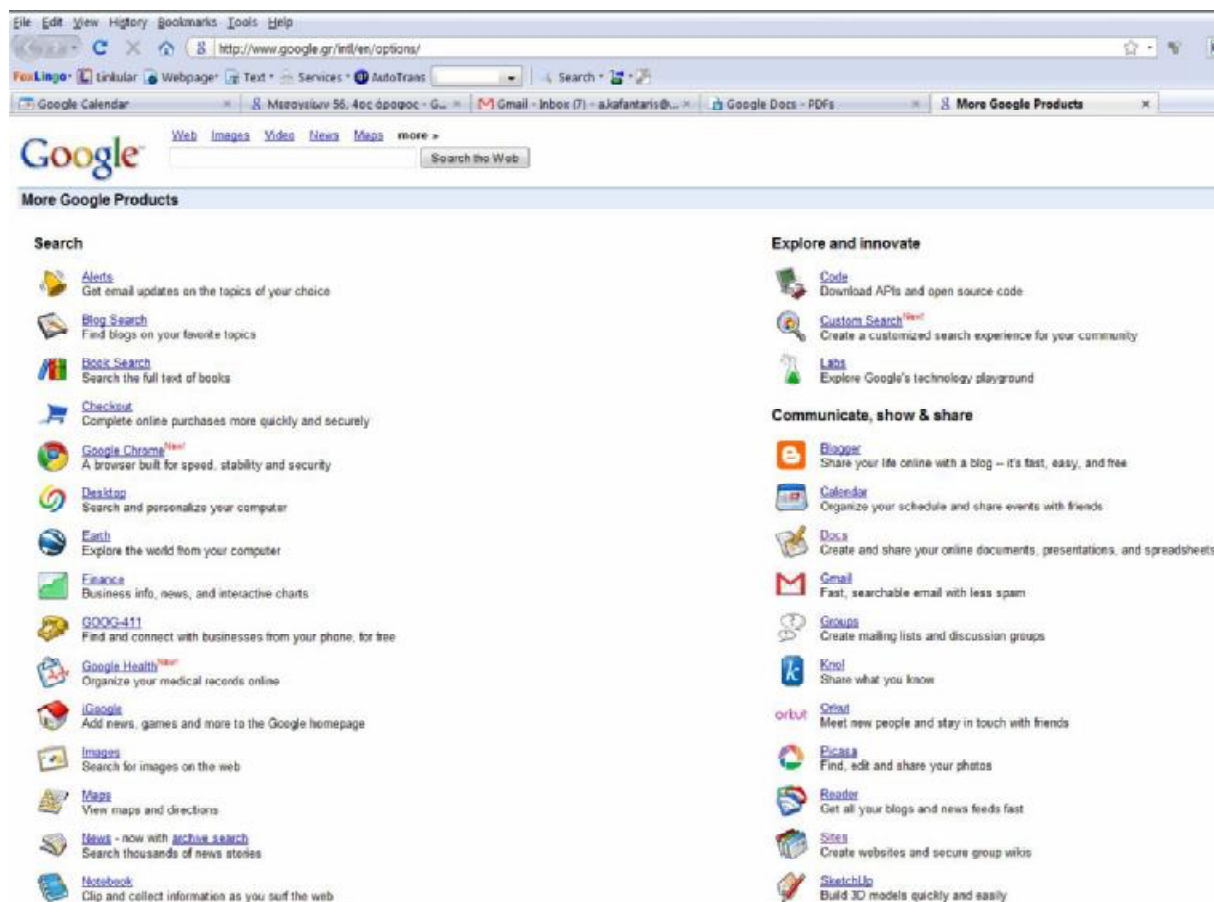 File Edit View History Bookmarks Tools Help
http://www.google.gr/intl/en/options/
FoxLingo Linkular Webpage Text Services AutoTrans Search
Google Calendar Μεσογείων 56, 4ος όροφος - G... Gmail - Inbox (7) - a.kafantaris@... Google Docs - PDFs More Google Products
Google Web Images Video News Maps more »
Search the Web
More Google Products
Search
Alerts
Get email updates on the topics of your choice
Blog Search
Find blogs on your favorite topics
Book Search
Search the full text of books
Checkout
Complete online purchases more quickly and securely
Google Chrome New!
A browser built for speed, stability and security
Desktop
Search and personalize your computer
Earth
Explore the world from your computer
Finance
Business info, news, and interactive charts
GOOG-411
Find and connect with businesses from your phone, for free
Google Health New!
Organize your medical records online
iGoogle
Add news, games and more to the Google homepage
Images
Search for images on the web
Maps
View maps and directions
News - now with archive search
Search thousands of news stories
Notebook
Clip and collect information as you surf the web
Explore and innovate
Code
Download APIs and open source code
Custom Search New!
Create a customized search experience for your community
Labs
Explore Google's technology playground
Communicate, show & share
Blogger
Share your life online with a blog -- it's fast, easy, and free
Calendar
Organize your schedule and share events with friends
Docs
Create and share your online documents, presentations, and spreadsheets
Gmail
Fast, searchable email with less spam
Groups
Create mailing lists and discussion groups
Knol
Share what you know
orkut Orkut
Meet new people and stay in touch with friends
Picasa
Find, edit and share your photos
Reader
Get all your blogs and news feeds fast
Sites
Create websites and secure group wikis
SketchUp
Build 3D models quickly and easily